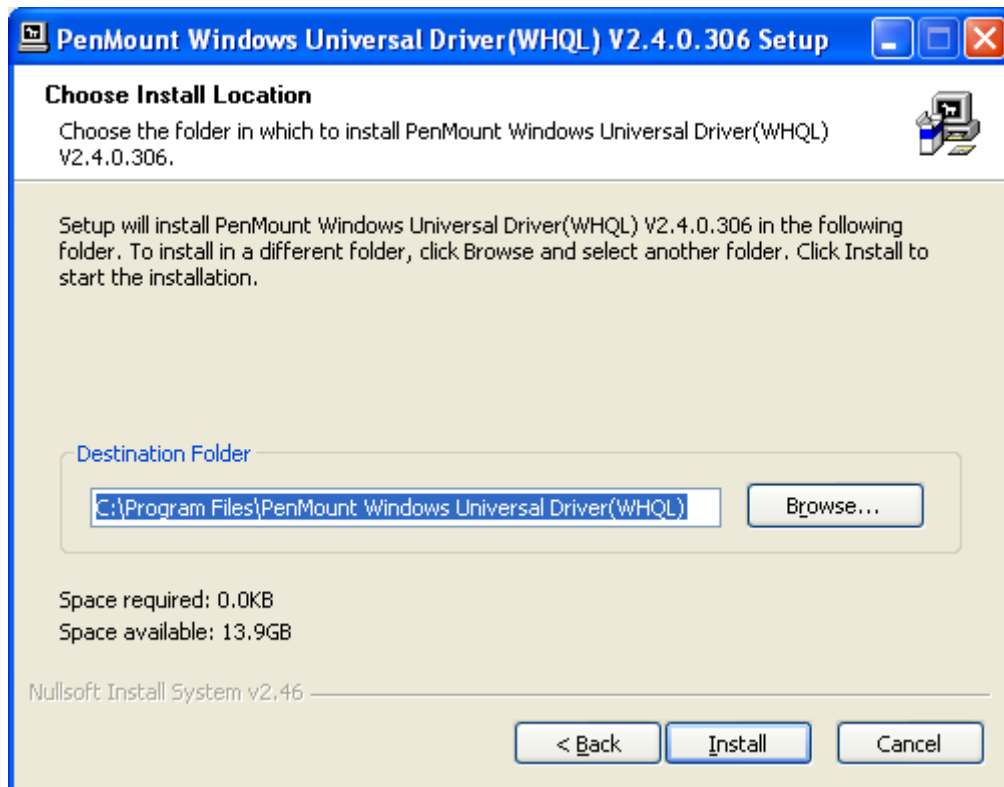 PenMount Windows Universal Driver(WHQL) V2.4.0.306 Setup
Choose Install Location
Choose the folder in which to install PenMount Windows Universal Driver(WHQL)
V2.4.0.306.
Setup will install PenMount Windows Universal Driver(WHQL) V2.4.0.306 in the following
folder. To install in a different folder, click Browse and select another folder. Click Install to
start the installation.
Destination Folder
C:\Program Files\PenMount Windows Universal Driver(WHQL)
Browse...
Space required: 0.0KB
Space available: 13.9GB
Nullsoft Install System v2.46
< Back
Install
Cancel